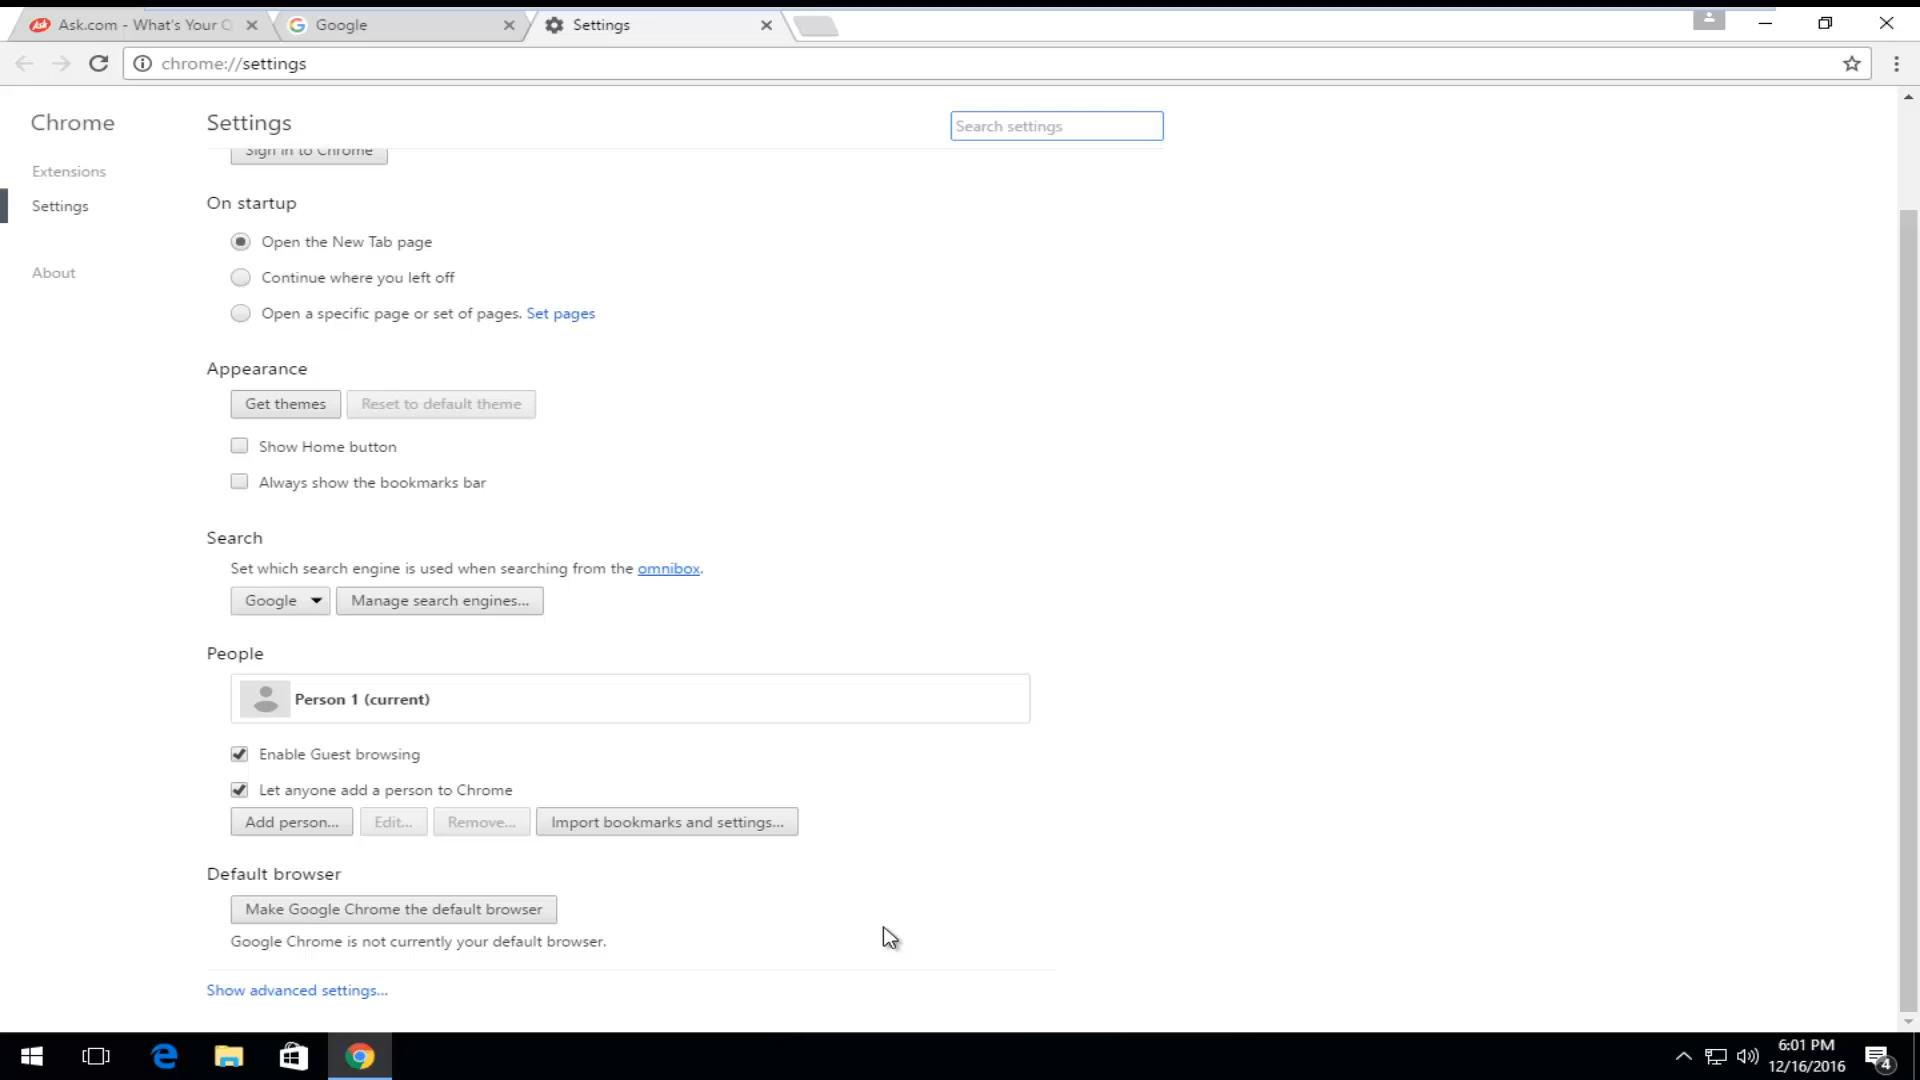 Ask.com - What's Your Q
Google
Settings
chrome://settings
Chrome
Settings
Search settings
Sign in to Chrome
Extensions
Settings
About
On startup
Open the New Tab page
Continue where you left off
Open a specific page or set of pages. Set pages
Appearance
Get themes
Reset to default theme
Show Home button
Always show the bookmarks bar
Search
Set which search engine is used when searching from the omnibox.
Google
Manage search engines...
People
Person 1 (current)
Enable Guest browsing
Let anyone add a person to Chrome
Add person...
Edit...
Remove...
Import bookmarks and settings...
Default browser
Make Google Chrome the default browser
Google Chrome is not currently your default browser.
Show advanced settings...
6:01 PM
12/16/2016
4